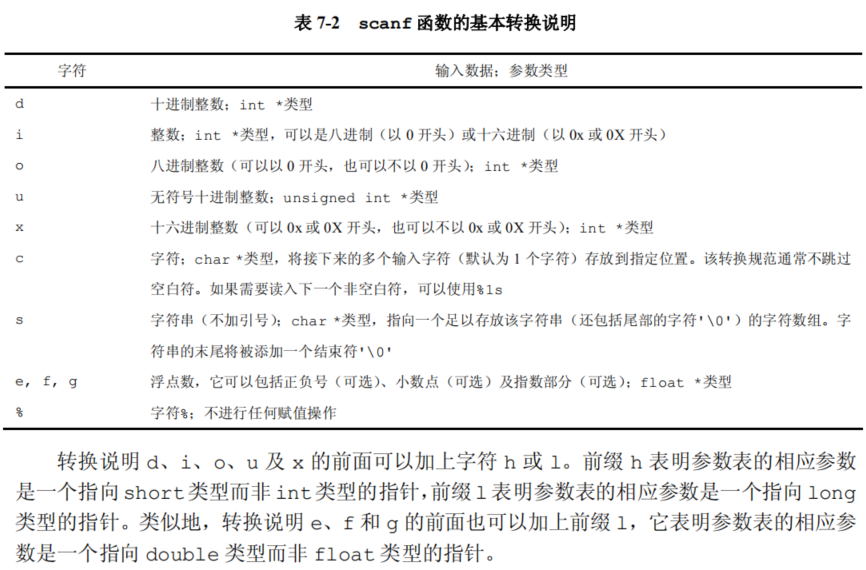 表 7-2 scanf 函数的基本转换说明
字符 输入数据；参数类型
d 十进制整数；int *类型
i 整数；int *类型，可以是八进制（以 0 开头）或十六进制（以 0x 或 0X 开头）
o 八进制整数（可以以 0 开头，也可以不以 0 开头）；int *类型
u 无符号十进制整数；unsigned int *类型
x 十六进制整数（可以 0x 或 0X 开头，也可以不以 0x 或 0X 开头）；int *类型
c 字符；char *类型，将接下来的多个输入字符（默认为 1 个字符）存放到指定位置。该转换规范通常不跳过
空白符。如果需要读入下一个非空白符，可以使用%1s
s 字符串（不加引号）；char *类型，指向一个足以存放该字符串（还包括尾部的字符'\0'）的字符数组。字
符串的末尾将被添加一个结束符'\0'
e, f, g 浮点数，它可以包括正负号（可选）、小数点（可选）及指数部分（可选）；float *类型
% 字符%；不进行任何赋值操作
转换说明 d、i、o、u 及 x 的前面可以加上字符 h 或 l。前缀 h 表明参数表的相应参数
是一个指向 short 类型而非 int 类型的指针，前缀 l 表明参数表的相应参数是一个指向 long
类型的指针。类似地，转换说明 e、f 和 g 的前面也可以加上前缀 l，它表明参数表的相应参
数是一个指向 double 类型而非 float 类型的指针。